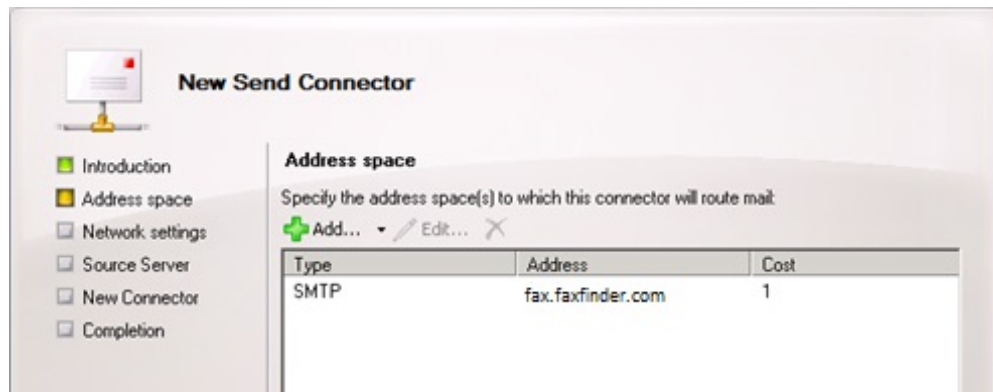 New Send Connector
Introduction
Address space
Network settings
Source Server
New Connector
Completion
Address space
Specify the address space(s) to which this connector will route mail:
Add... Edit...
Type Address Cost
SMTP fax.faxfinder.com 1